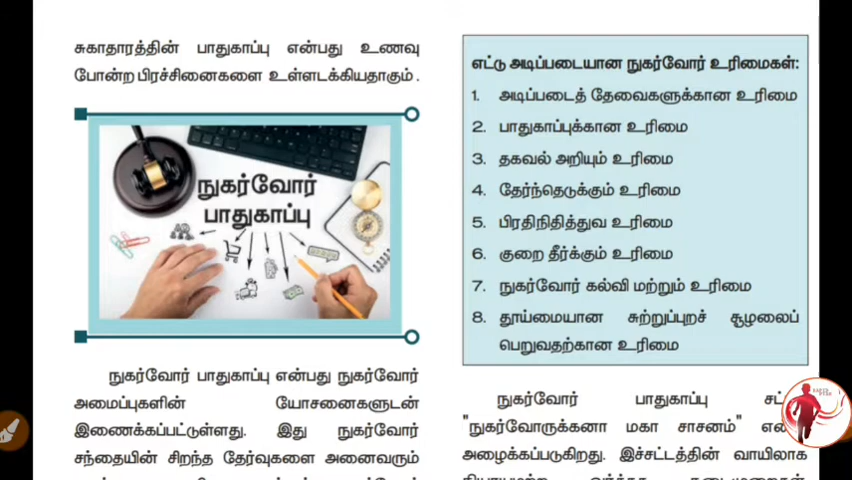 சுகாதாரத்தின் பாதுகாப்பு என்பது உணவு
போன்ற பிரச்சினைகளை உள்ளடக்கியதாகும் .
நுகர்வோர்
பாதுகாப்பு
நுகர்வோர் பாதுகாப்பு என்பது நுகர்வோர்
அமைப்புகளின் யோசனைகளுடன்
இணைக்கப்பட்டுள்ளது. இது நுகர்வோர்
சந்தையின் சிறந்த தேர்வுகளை அனைவரும்
எட்டு அடிப்படையான நுகர்வோர் உரிமைகள்:
1. அடிப்படைத் தேவைகளுக்கான உரிமை
2. பாதுகாப்புக்கான உரிமை
3. தகவல் அறியும் உரிமை
4. தேர்ந்தெடுக்கும் உரிமை
5. பிரதிநிதித்துவ உரிமை
6. குறை தீர்க்கும் உரிமை
7. நுகர்வோர் கல்வி மற்றும் உரிமை
8. தூய்மையான சுற்றுப்புறச் சூழலைப்
பெறுவதற்கான உரிமை
நுகர்வோர் பாதுகாப்பு
"நுகர்வோருக்கனா மகா சாசனம்"
அழைக்கப்படுகிறது. இச்சட்டத்தின் வாயிலாக